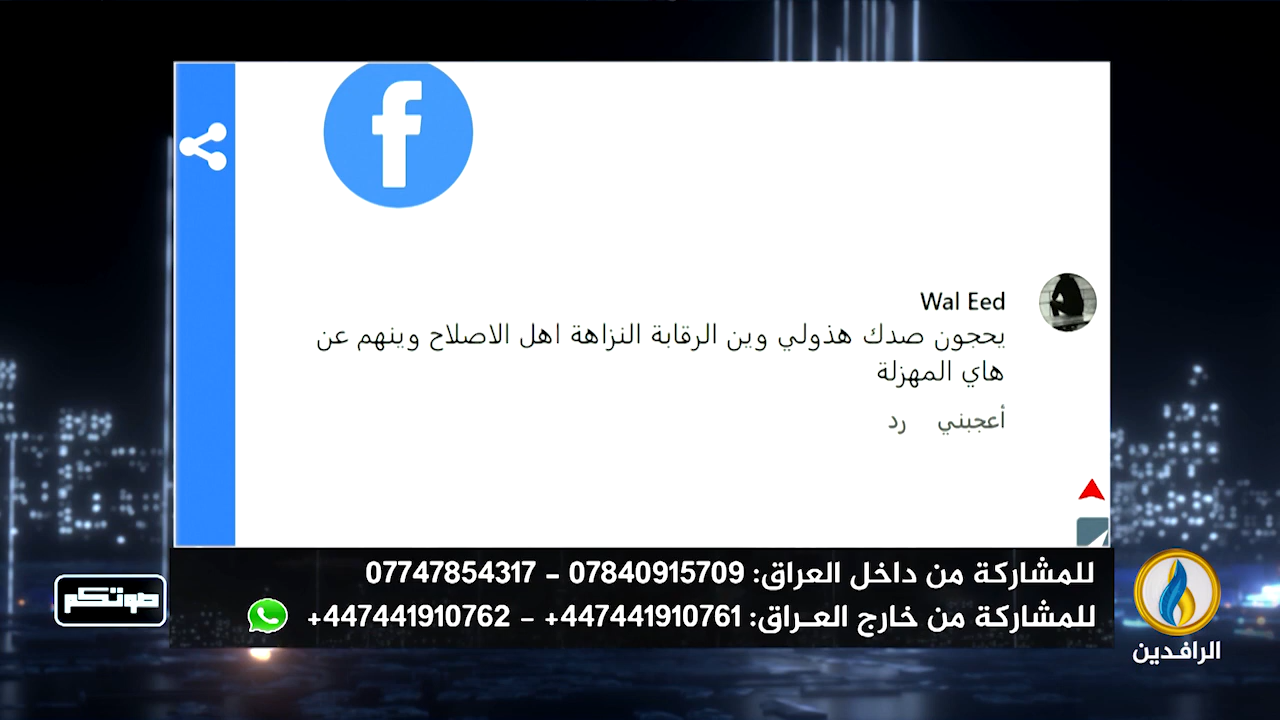 Wal Eed
يحجون صدك هذولي وين الرقابة النزاهة اهل الاصلاح وينهم عن
هاي المهزلة
أعجبني رد
للمشاركة من داخل العراق: 07840915709 - 07747854317
للمشاركة من خارج العـراق: 447441910761+ - 447441910762+
صوتكم
الرافدين